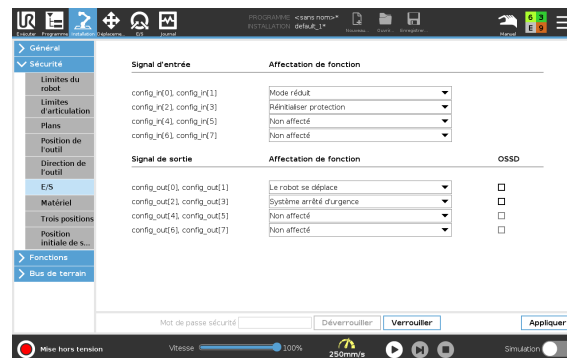 UR
PROGRAMME <sans nom>*
INSTALLATION default_1*
Exécuter Programme Installation Déplaceme... E/S Journal
Nouveau... Ouvrir... Enregistrer...
Manuel
6 3
E 9
Général
Sécurité
Limites du
robot
Limites
d'articulation
Plans
Position de
l'outil
Direction de
l'outil
E/S
Matériel
Trois positions
Position
initiale de s...
Fonctions
Bus de terrain
Signal d'entrée Affectation de fonction
config_in[0], config_in[1] Mode réduit
config_in[2], config_in[3] Réinitialiser protection
config_in[4], config_in[5] Non affecté
config_in[6], config_in[7] Non affecté
Signal de sortie Affectation de fonction OSSD
config_out[0], config_out[1] Le robot se déplace
config_out[2], config_out[3] Système arrêté d'urgence
config_out[4], config_out[5] Non affecté
config_out[6], config_out[7] Non affecté
Mot de passe sécurité Déverrouiller Verrouiller Appliquer
Mise hors tension Vitesse 100% 250mm/s Simulation